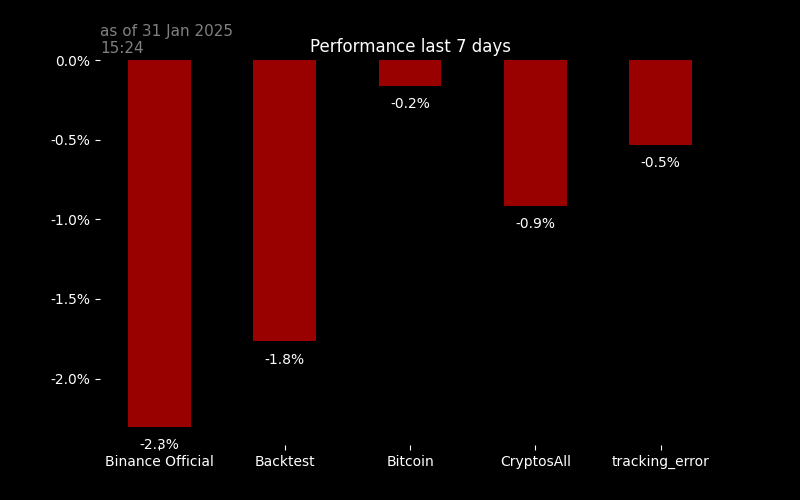 as of 31 Jan 2025
15:24
Performance last 7 days
0.0%
-0.5%
-1.0%
-1.5%
-2.0%
-2.3%
-1.8%
-0.2%
-0.9%
-0.5%
Binance Official
Backtest
Bitcoin
CryptosAll
tracking_error